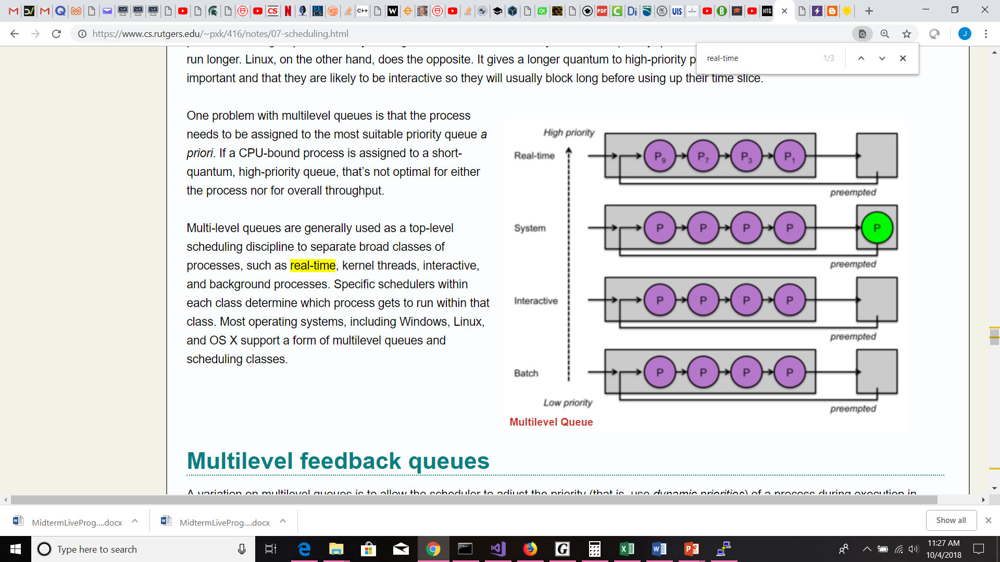 https://www.cs.rutgers.edu/~pxk/416/notes/07-scheduling.html
J
real-time 1/3
run longer. Linux, on the other hand, does the opposite. It gives a longer quantum to high-priority p
important and that they are likely to be interactive so they will usually block long before using up their time slice.
One problem with multilevel queues is that the process
needs to be assigned to the most suitable priority queue a
priori. If a CPU-bound process is assigned to a short-
quantum, high-priority queue, that's not optimal for either
the process nor for overall throughput.
Multi-level queues are generally used as a top-level
scheduling discipline to separate broad classes of
processes, such as real-time, kernel threads, interactive,
and background processes. Specific schedulers within
each class determine which process gets to run within that
class. Most operating systems, including Windows, Linux,
and OS X support a form of multilevel queues and
scheduling classes.
High priority
Real-time P9 P7 P3 P1
preempted
System P P P P P
preempted
Interactive P P P P
preempted
Batch P P P P
Low priority
preempted
Multilevel Queue
Multilevel feedback queues
A variation on multilevel queues is to allow the scheduler to adjust the priority (that is, use dynamic priorities) of a process during execution in
MidtermLiveProg....docx
MidtermLiveProg....docx
Show all
Type here to search
11:27 AM
10/4/2018